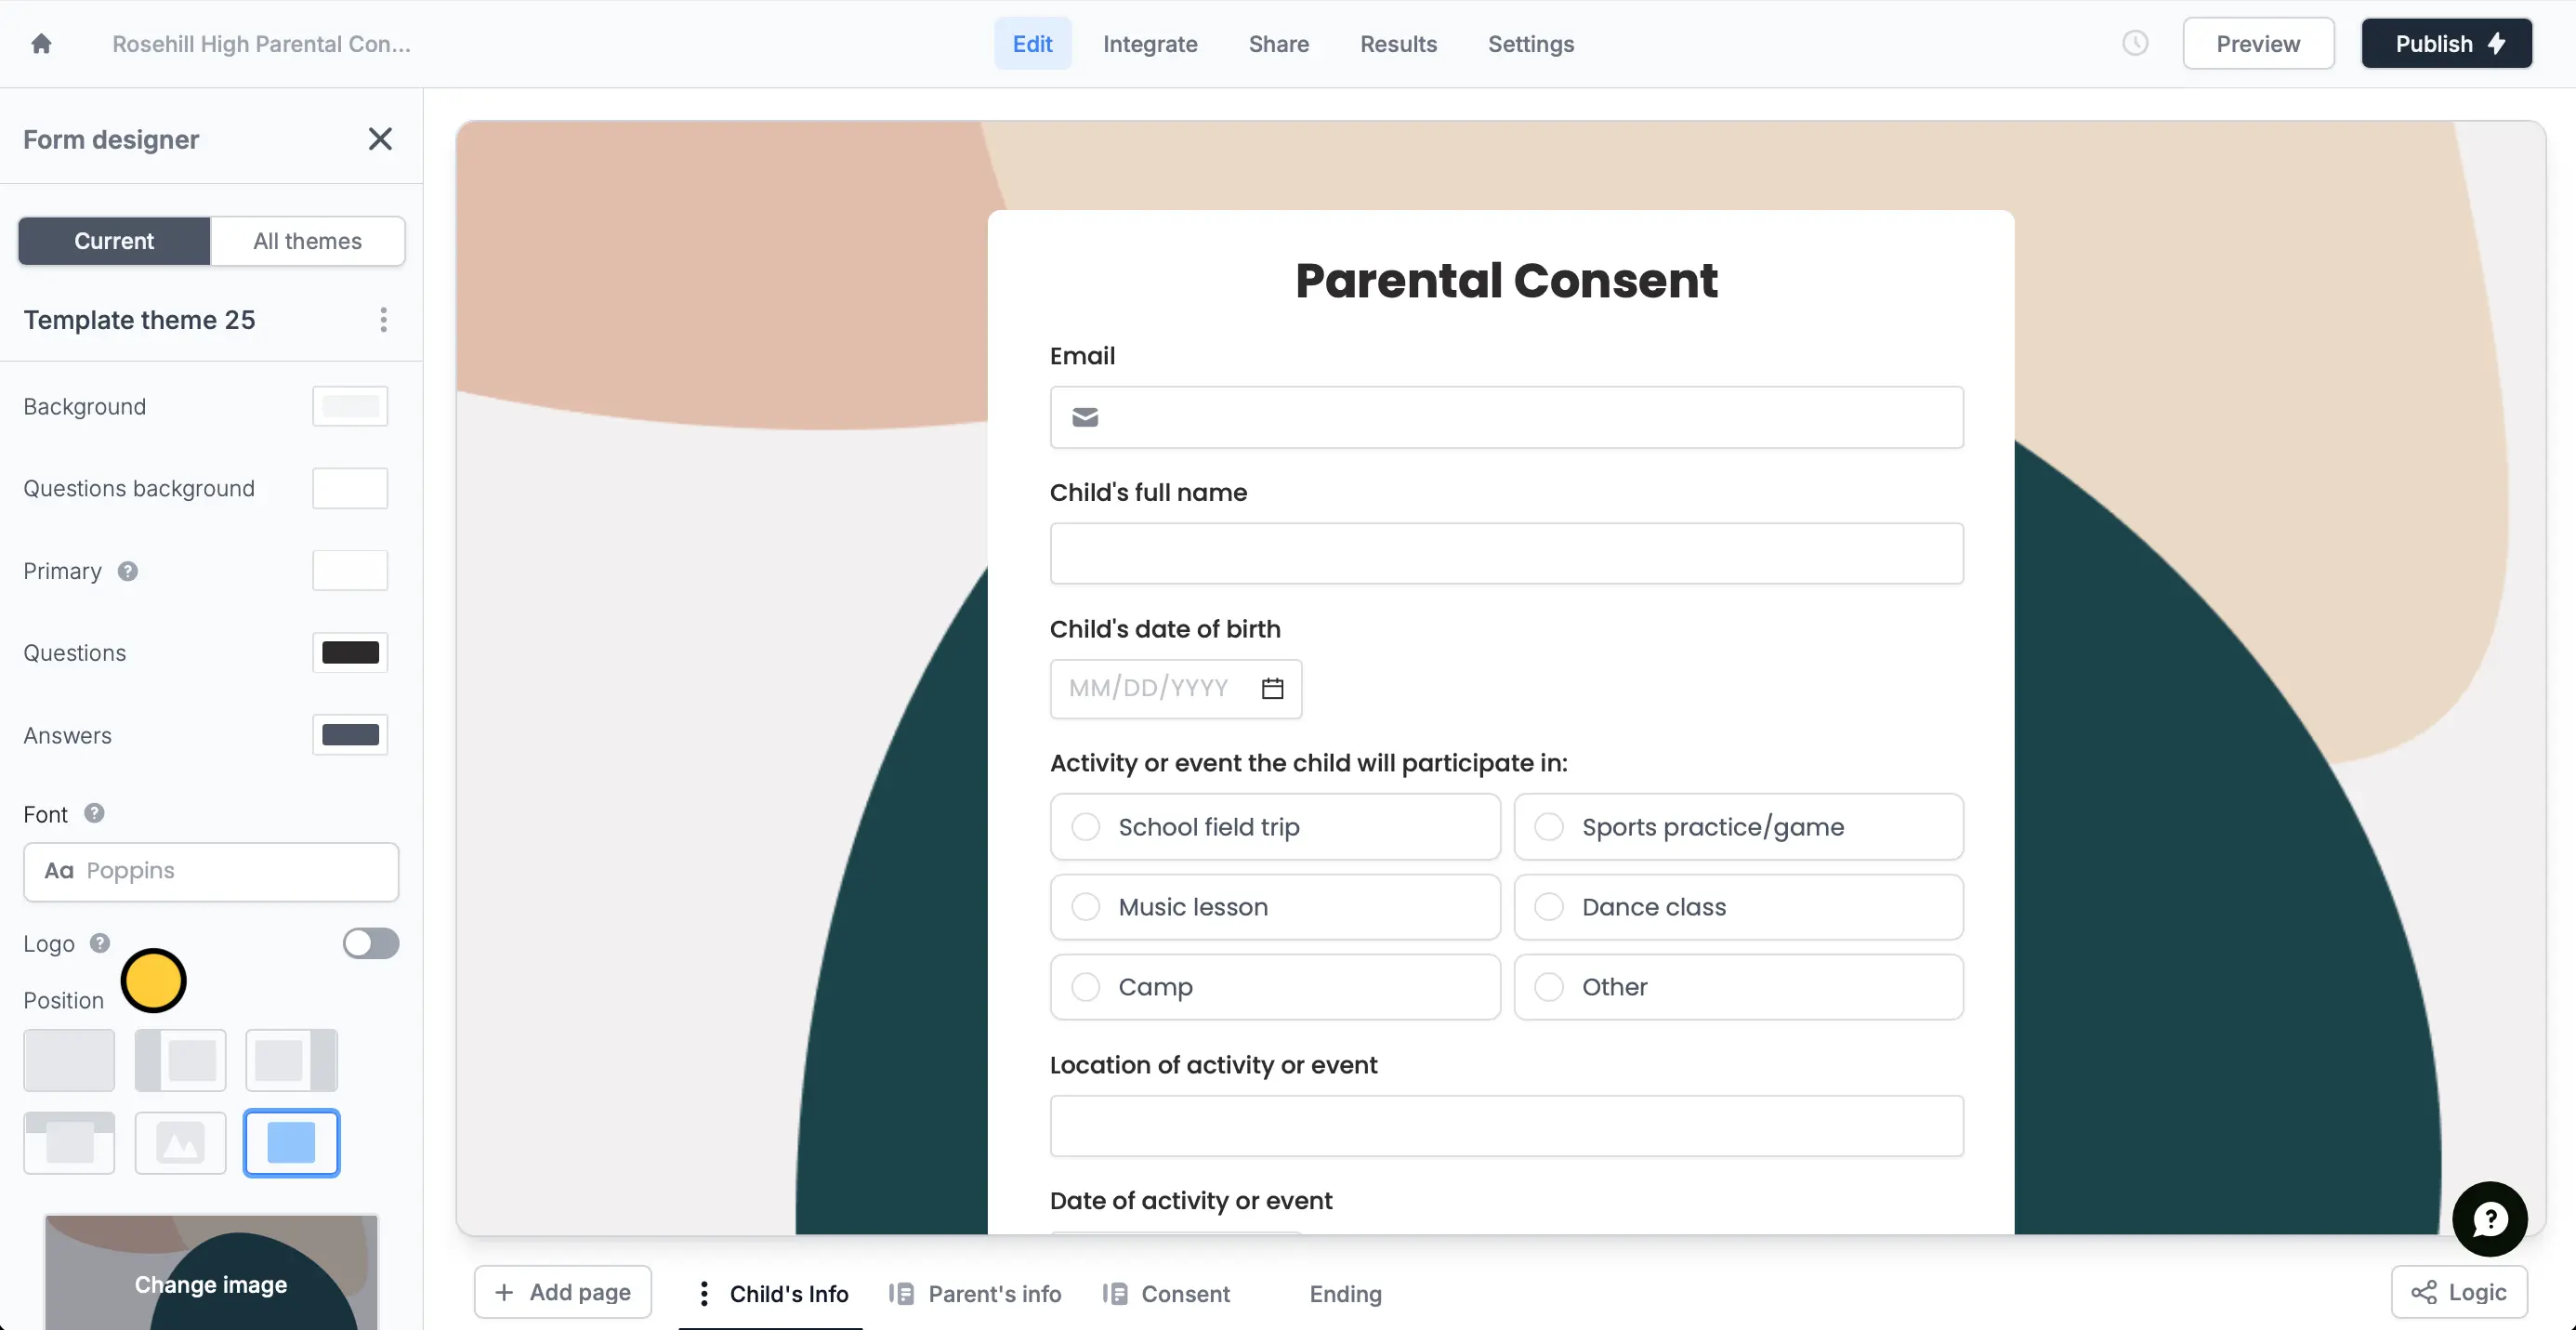 Rosehill High Parental Con...
Edit
Integrate
Share
Results
Settings
Preview
Publish
Form designer
Current
All themes
Template theme 25
Background
Questions background
Primary
Questions
Answers
Font
Aa Poppins
Logo
Position
Change image
Parental Consent
Email
Child's full name
Child's date of birth
MM/DD/YYYY
Activity or event the child will participate in:
School field trip
Sports practice/game
Music lesson
Dance class
Camp
Other
Location of activity or event
Date of activity or event
+ Add page
Child's Info
Parent's info
Consent
Ending
Logic